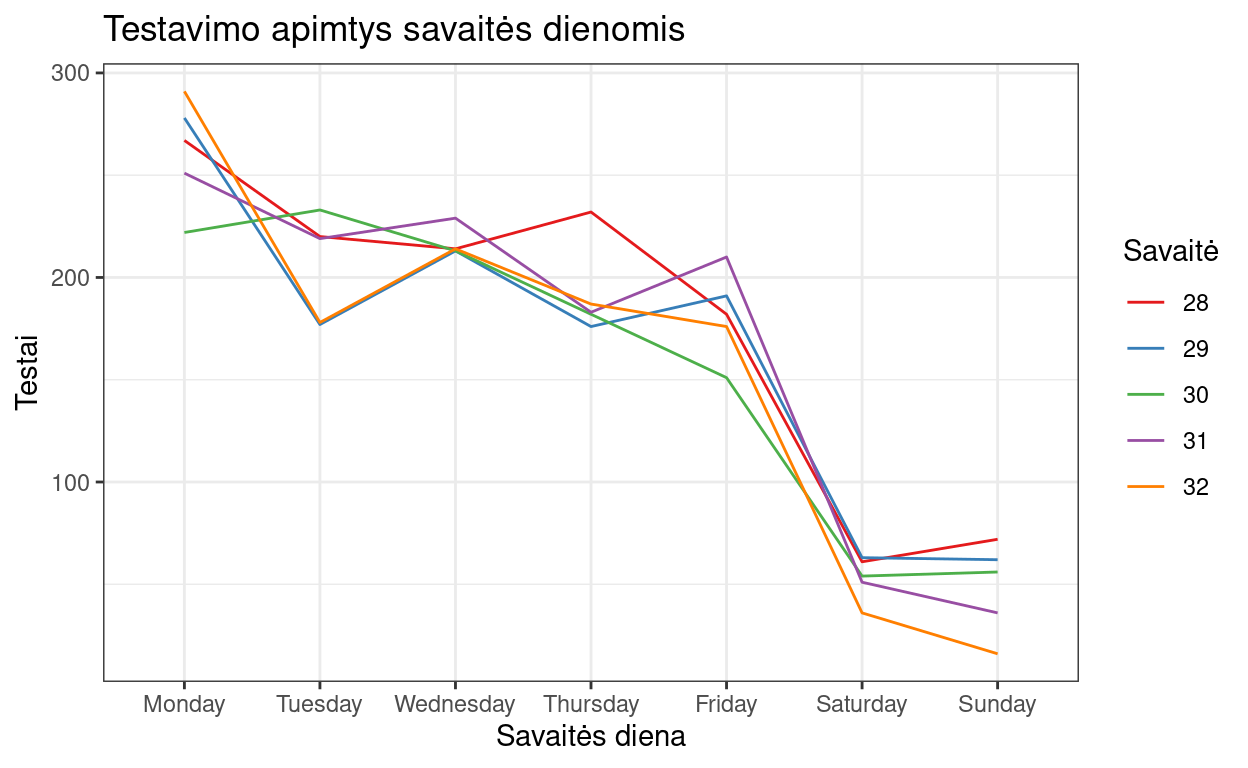 Testavimo apimtys savaitės dienomis
300
200
100
Testai
Monday Tuesday Wednesday Thursday Friday Saturday Sunday
Savaitės diena
Savaitė
28
29
30
31
32